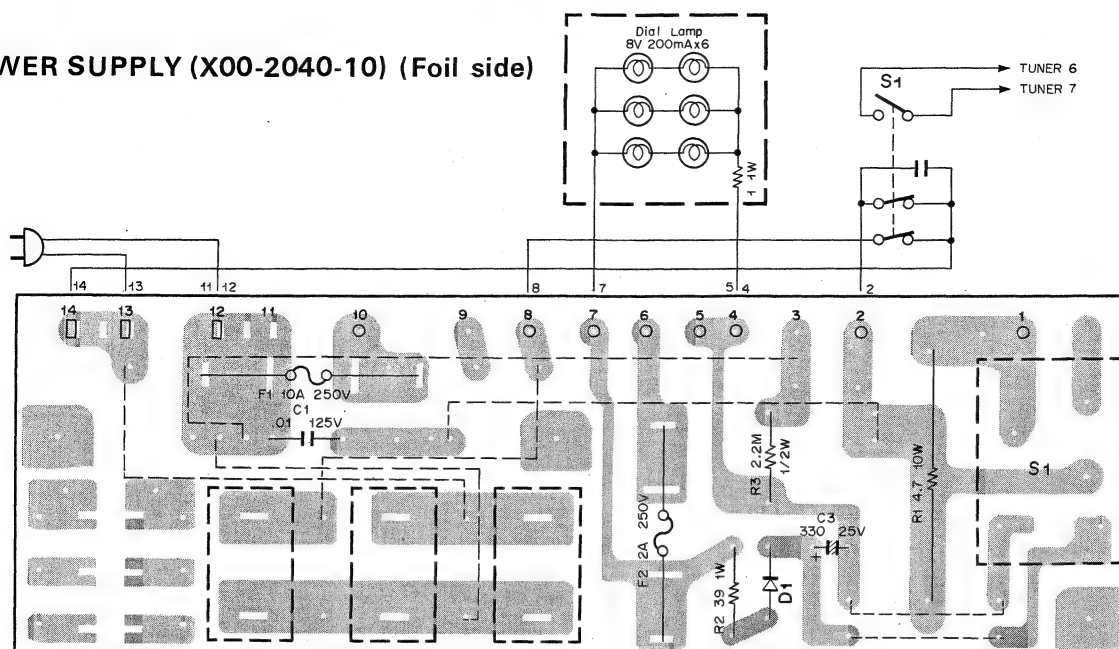 WER SUPPLY (X00-2040-10) (Foil side)
Dial Lamp
8V 200mAx6
1 1W
S1
TUNER 6
TUNER 7
14 13 11 12 8 7 5 4 2
14 13 12 11 10 9 8 7 6 5 4 3 2 1
F1 10A 250V
C1
.01 125V
F2 2A 250V
R3 2.2M
1/2W
R1 4.7 10W
S1
C3
330 25V
+
R2 39 1W
D1